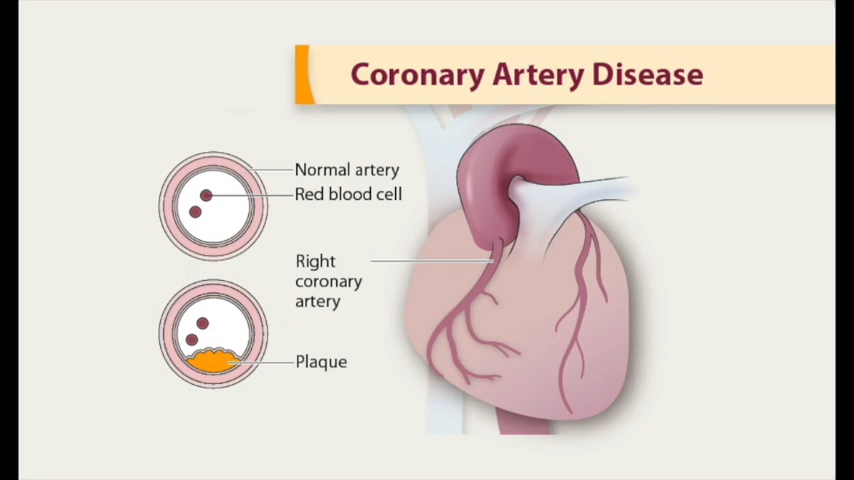 Coronary Artery Disease
Normal artery
Red blood cell
Right
coronary
artery
Plaque